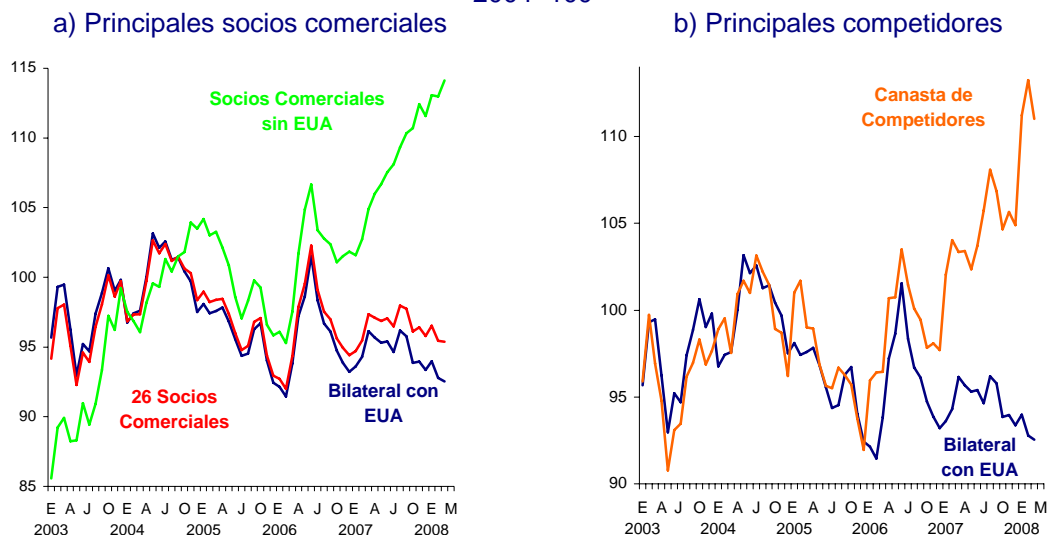 a) Principales socios comerciales
115
110
105
100
95
90
85
Socios Comerciales
sin EUA
26 Socios
Comerciales
Bilateral con
EUA
E A J O E A J O E A J O E A J O E A J O E M
2003 2004 2005 2006 2007 2008
b) Principales competidores
110
105
100
95
90
Canasta de
Competidores
Bilateral
con EUA
E A J O E A J O E A J O E A J O E A J O E M
2003 2004 2005 2006 2007 2008